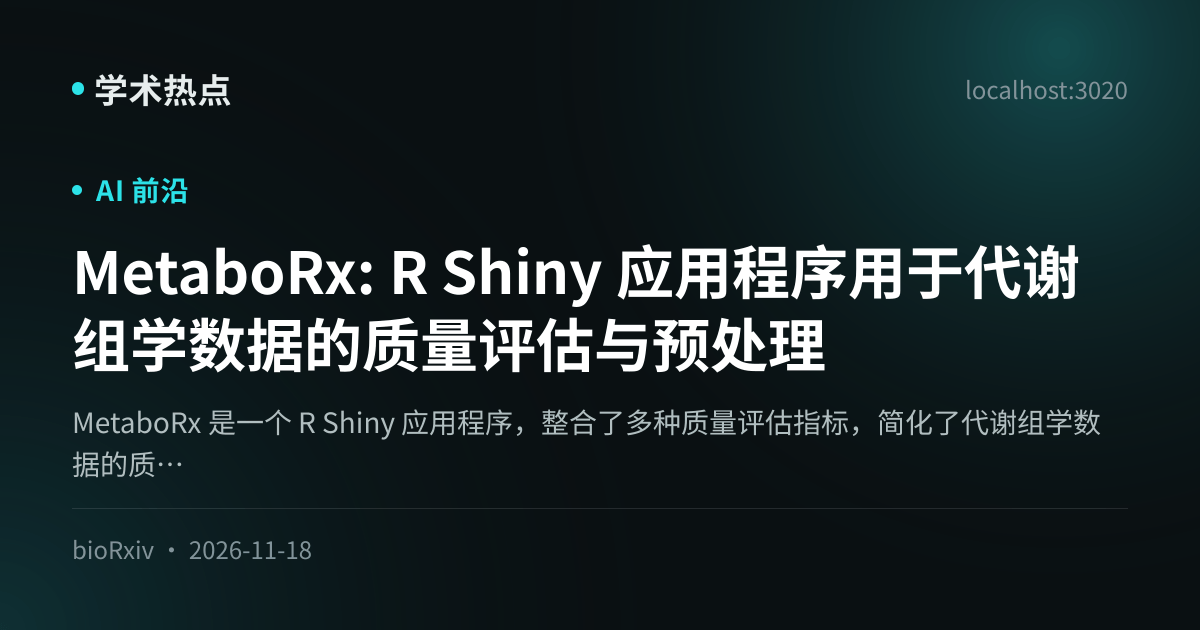 学术热点
localhost:3020
AI 前沿
MetaboRx: R Shiny 应用程序用于代谢
组学数据的质量评估与预处理
MetaboRx 是一个 R Shiny 应用程序，整合了多种质量评估指标，简化了代谢组学数
据的质…
bioRxiv · 2026-11-18